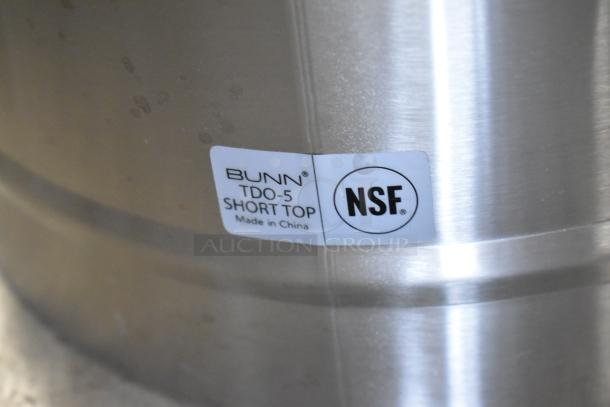 BUNN®
TDO-5
SHORT TOP
Made in China
NSF®
AUCTION GROUP